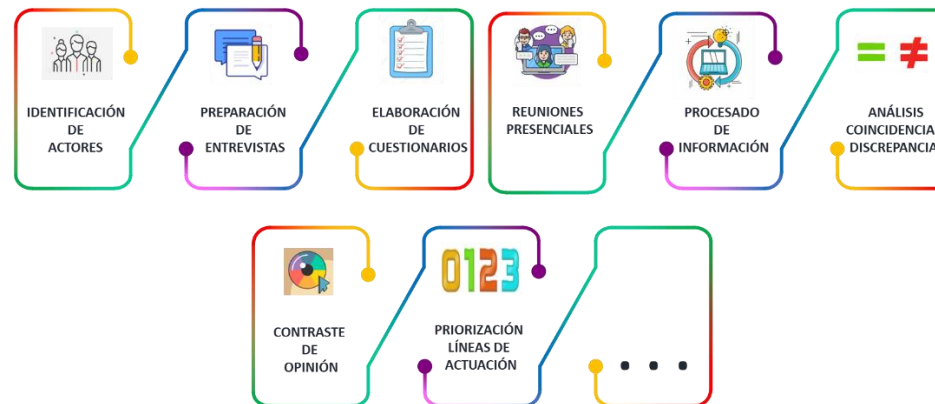 IDENTIFICACIÓN
DE
ACTORES
PREPARACIÓN
DE
ENTREVISTAS
ELABORACIÓN
DE
CUESTIONARIOS
REUNIONES
PRESENCIALES
PROCESADO
DE
INFORMACIÓN
= ≠
ANÁLISIS
COINCIDENCIA
DISCREPANCIA
CONTRASTE
DE
OPINIÓN
0123
PRIORIZACIÓN
LÍNEAS DE
ACTUACIÓN
. . .